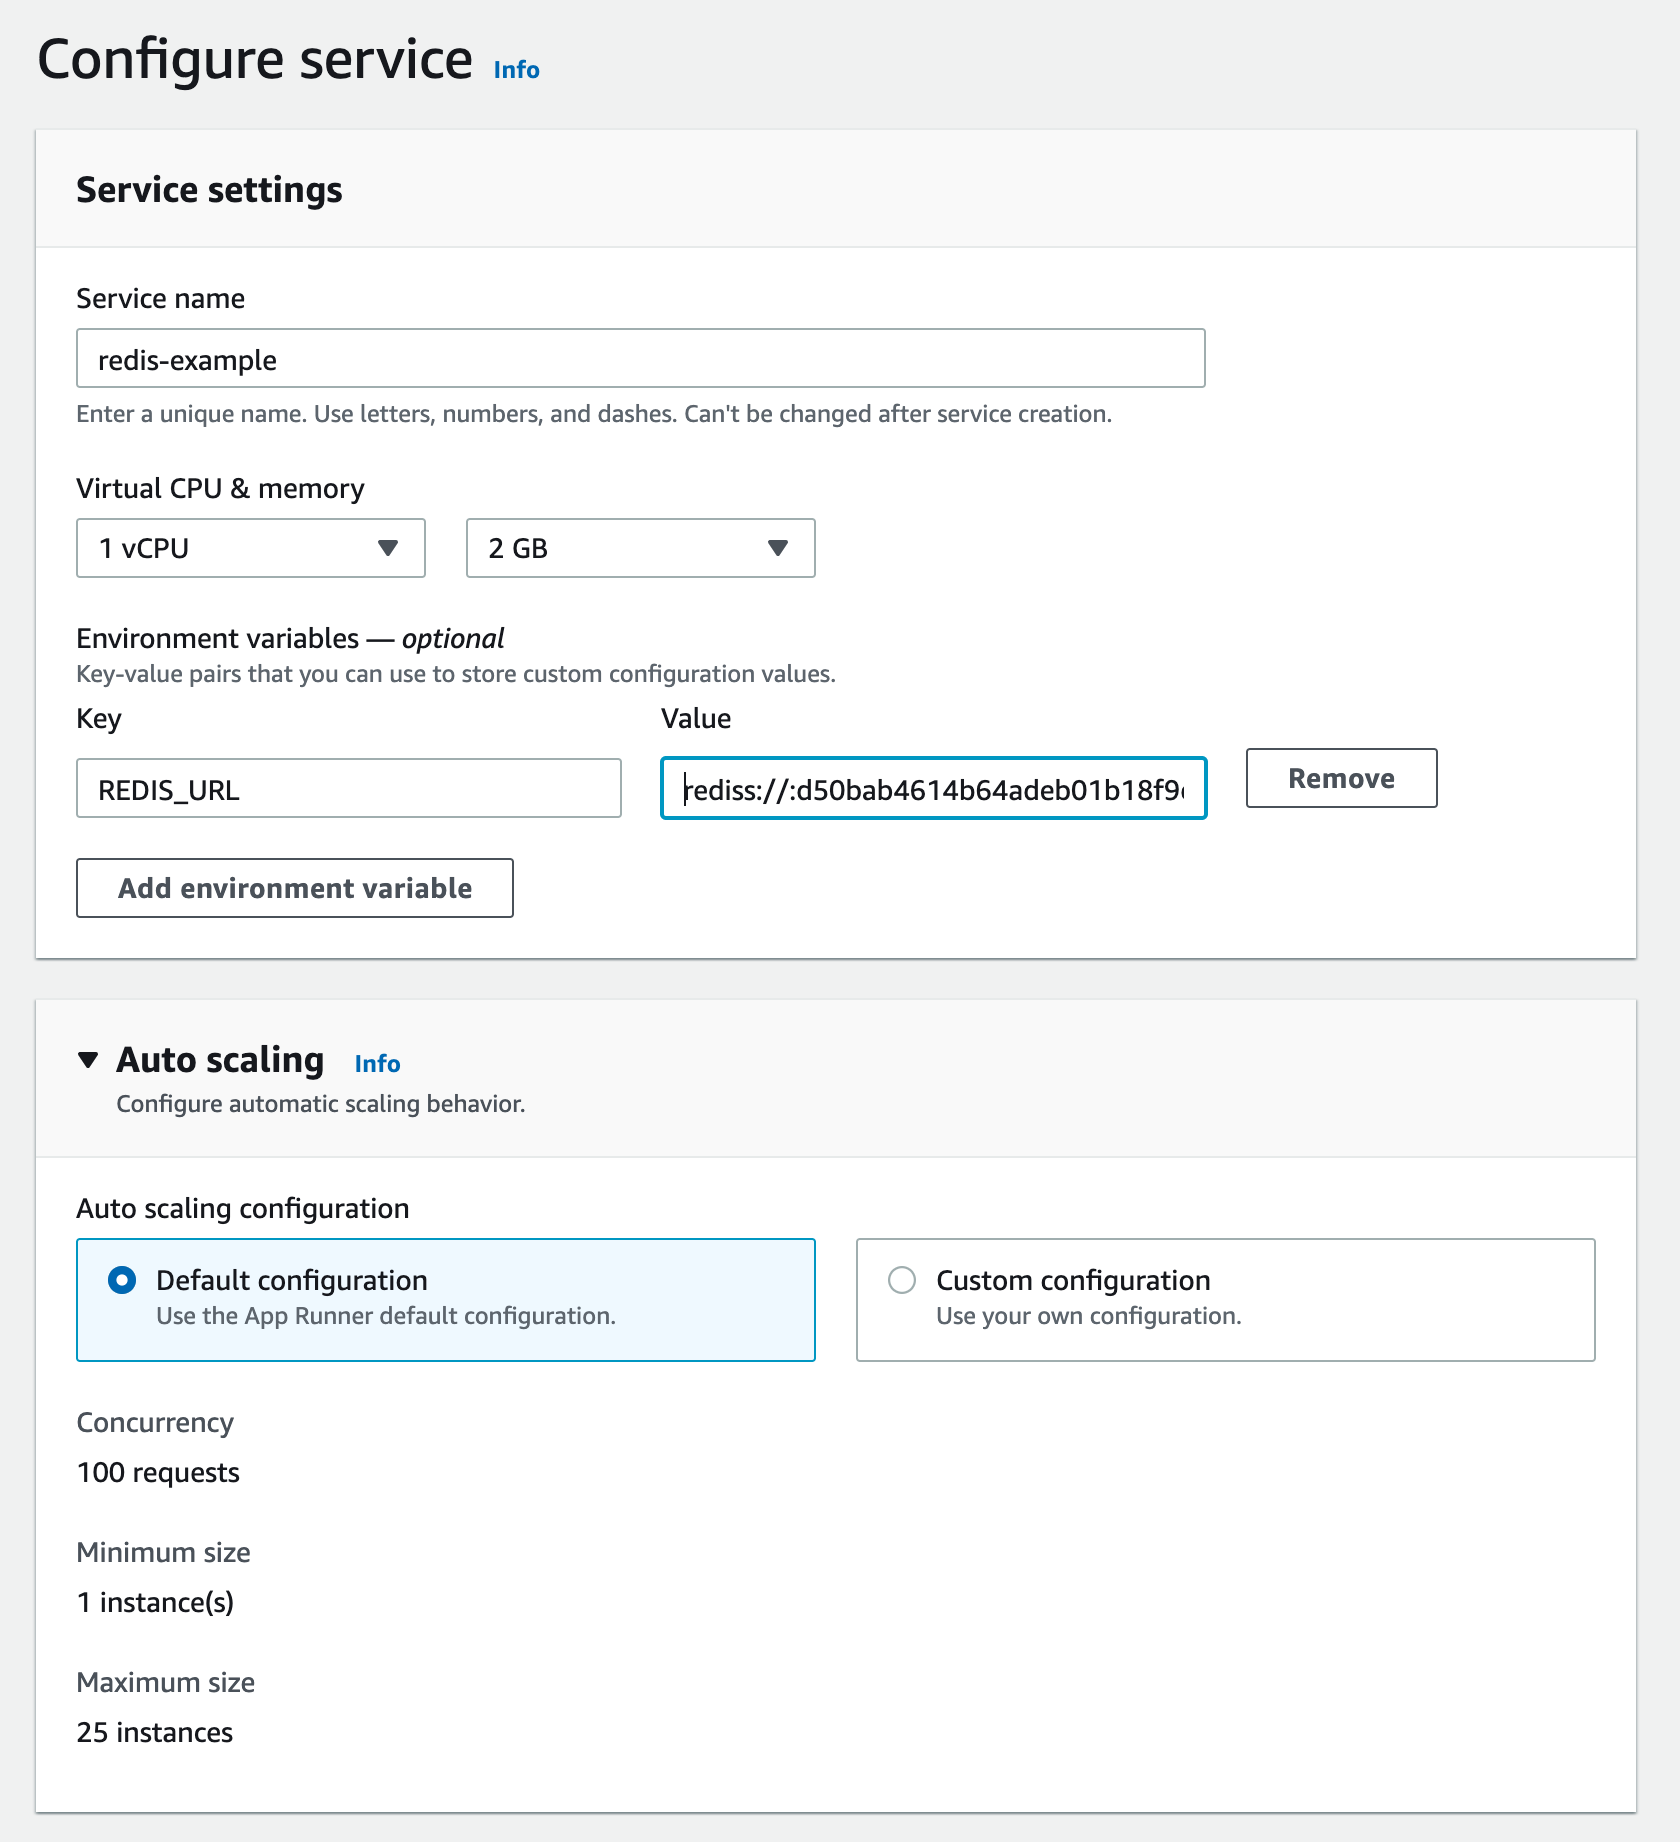 Configure service Info
Service settings
Service name
redis-example
Enter a unique name. Use letters, numbers, and dashes. Can't be changed after service creation.
Virtual CPU & memory
1 vCPU 2 GB
Environment variables — optional
Key-value pairs that you can use to store custom configuration values.
Key Value
REDIS_URL rediss://:d50bab4614b64adeb01b18f9 Remove
Add environment variable
Auto scaling Info
Configure automatic scaling behavior.
Auto scaling configuration
Default configuration Custom configuration
Use the App Runner default configuration. Use your own configuration.
Concurrency
100 requests
Minimum size
1 instance(s)
Maximum size
25 instances